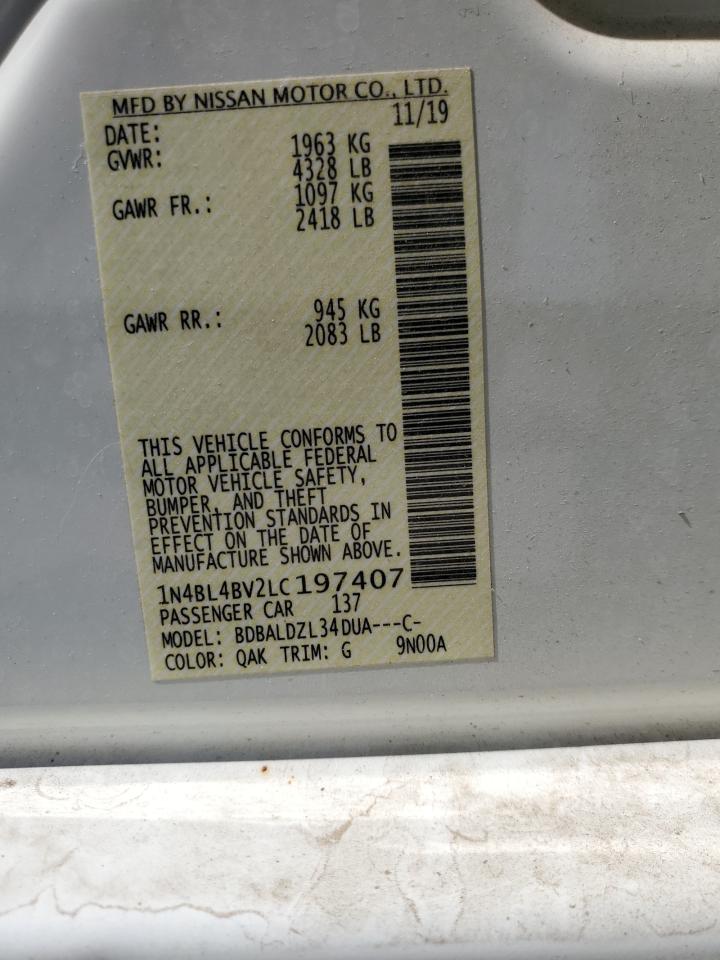 MFD BY NISSAN MOTOR CO., LTD.
DATE: 11/19
GVWR: 1963 KG
4328 LB
GAWR FR.: 1097 KG
2418 LB
GAWR RR.: 945 KG
2083 LB
THIS VEHICLE CONFORMS TO
ALL APPLICABLE FEDERAL
MOTOR VEHICLE SAFETY,
BUMPER, AND THEFT
PREVENTION STANDARDS IN
EFFECT ON THE DATE OF
MANUFACTURE SHOWN ABOVE.
1N4BL4BV2LC197407
PASSENGER CAR 137
MODEL: BDBALDZL34DUA---C-
COLOR: QAK TRIM: G 9N00A